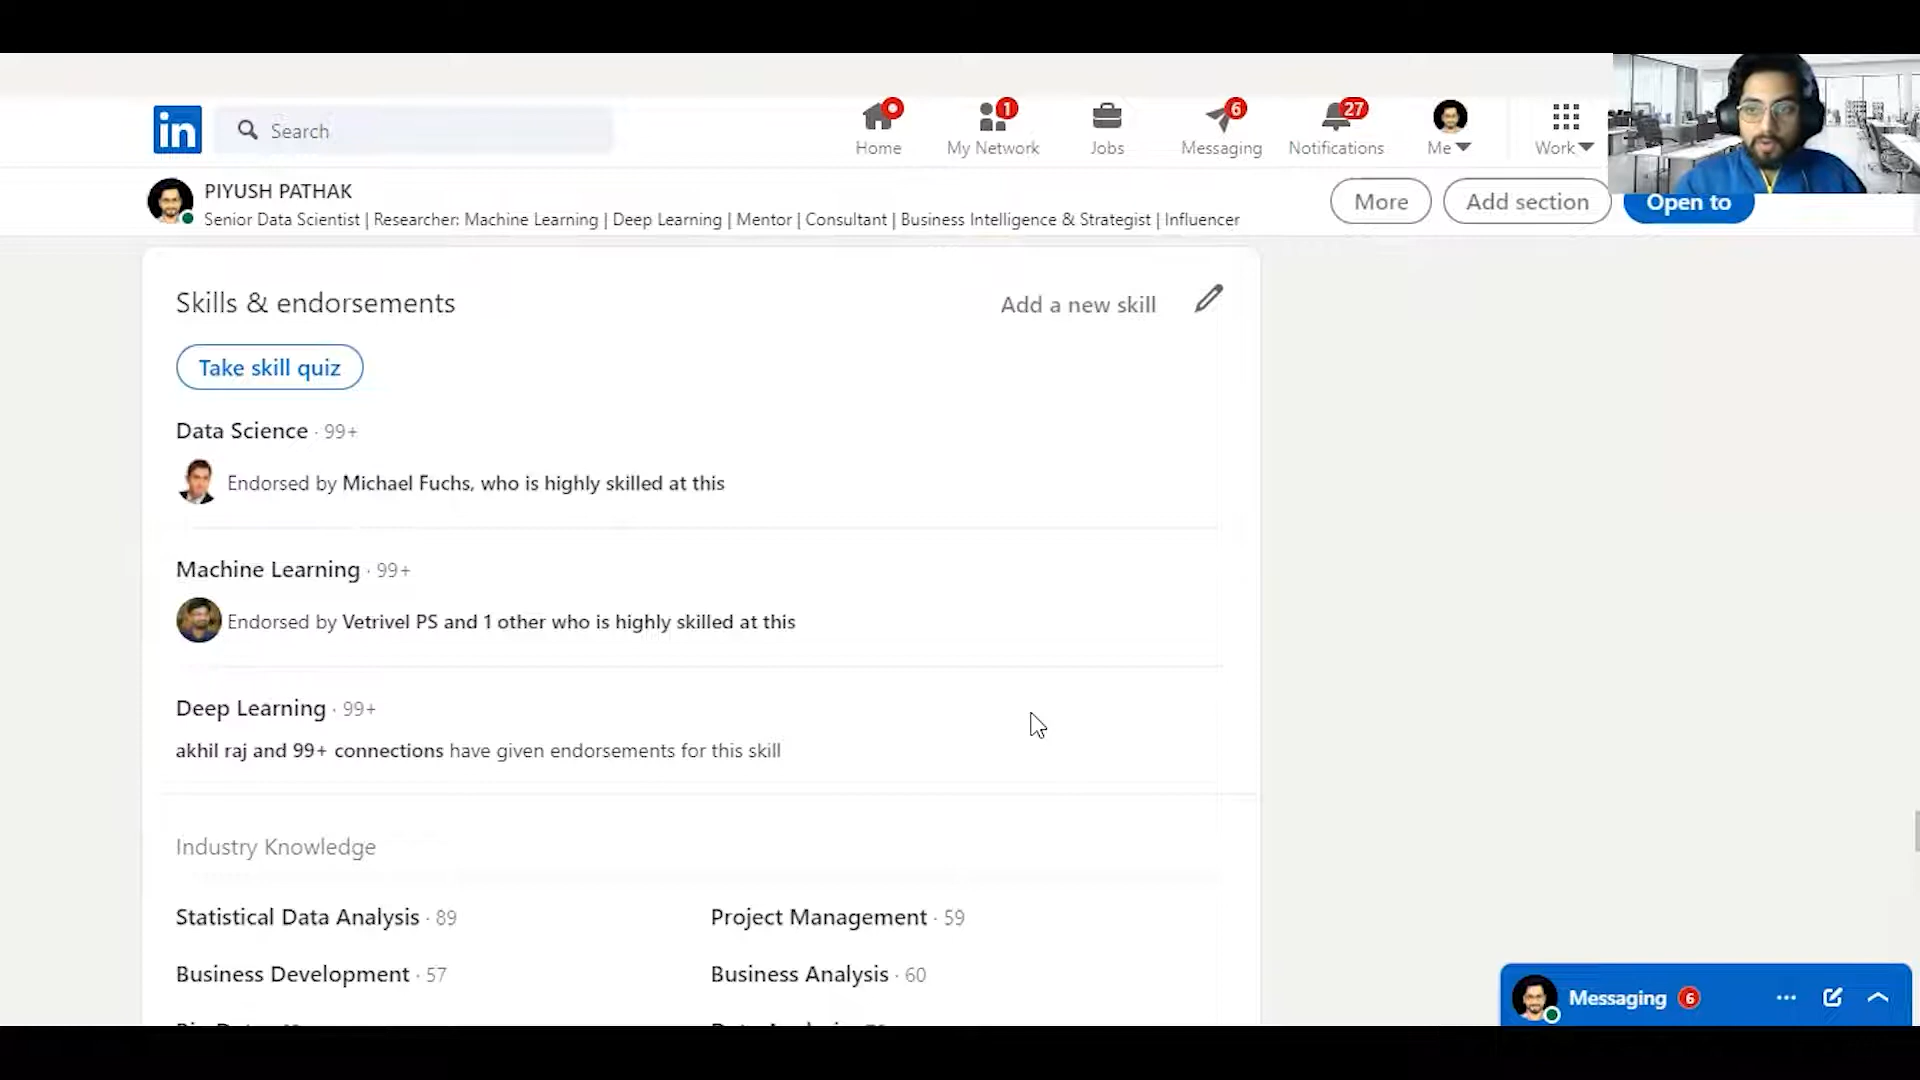 in
Search
Home
1
My Network
Jobs
6
Messaging
27
Notifications
Me
Work
PIYUSH PATHAK
Senior Data Scientist | Researcher: Machine Learning | Deep Learning | Mentor | Consultant | Business Intelligence & Strategist | Influencer
More
Add section
Open to
Skills & endorsements
Add a new skill
Take skill quiz
Data Science · 99+
Endorsed by Michael Fuchs, who is highly skilled at this
Machine Learning · 99+
Endorsed by Vetrivel PS and 1 other who is highly skilled at this
Deep Learning · 99+
akhil raj and 99+ connections have given endorsements for this skill
Industry Knowledge
Statistical Data Analysis · 89
Project Management · 59
Business Development · 57
Business Analysis · 60
Messaging 6